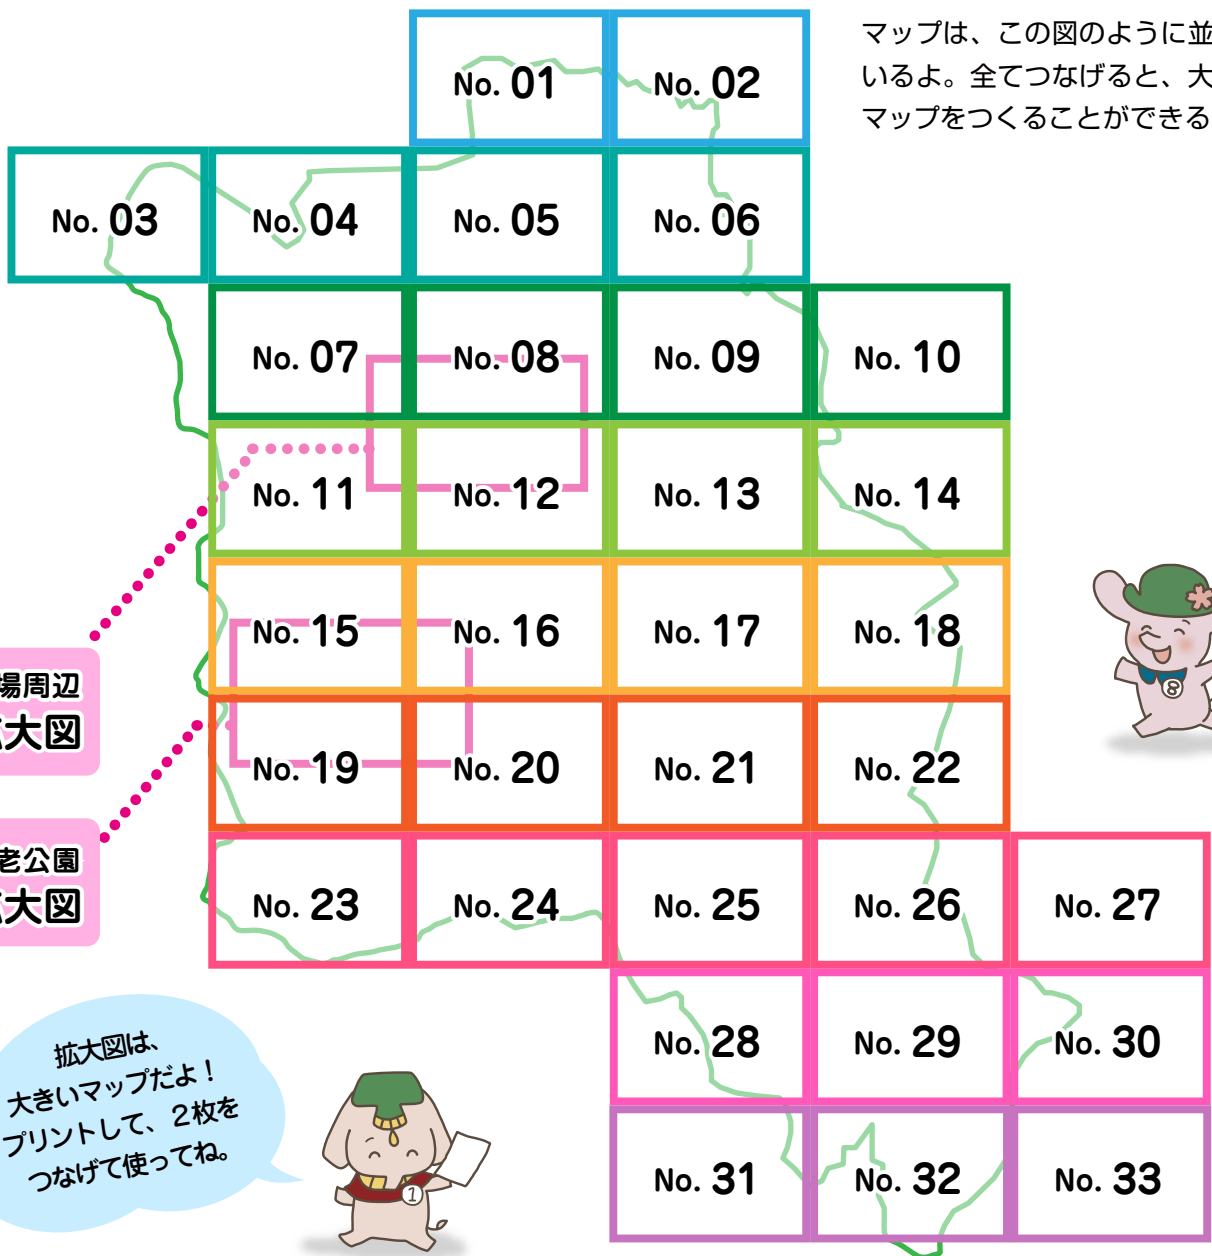 マップは、この図のように並
いるよ。全てつなげると、大
マップをつくることができる
No. 01
No. 02
No. 03
No. 04
No. 05
No. 06
No. 07
No. 08
No. 09
No. 10
No. 11
No. 12
No. 13
No. 14
No. 15
No. 16
No. 17
No. 18
場周辺
大図
No. 19
No. 20
No. 21
No. 22
老公園
大図
No. 23
No. 24
No. 25
No. 26
No. 27
No. 28
No. 29
No. 30
No. 31
No. 32
No. 33
拡大図は、
大きいマップだよ！
プリントして、２枚を
つなげて使ってね。
①
⑧